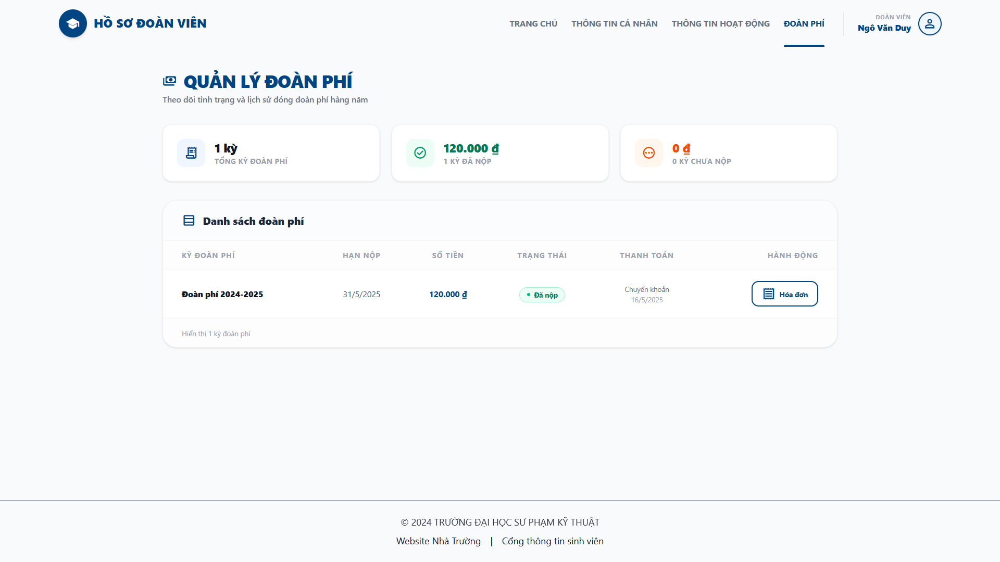 HỒ SƠ ĐOÀN VIÊN
TRANG CHỦ
THÔNG TIN CÁ NHÂN
THÔNG TIN HOẠT ĐỘNG
ĐOÀN PHÍ
ĐOÀN VIÊN
Ngô Văn Duy
QUẢN LÝ ĐOÀN PHÍ
Theo dõi tình trạng và lịch sử đóng đoàn phí hàng năm
1 kỳ
TỔNG KỲ ĐOÀN PHÍ
120.000 ₫
1 KỲ ĐÃ NỘP
0 ₫
0 KỲ CHƯA NỘP
Danh sách đoàn phí
KỲ ĐOÀN PHÍ HẠN NỘP SỐ TIỀN TRẠNG THÁI THANH TOÁN HÀNH ĐỘNG
Đoàn phí 2024-2025 31/5/2025 120.000 ₫ Đã nộp Chuyển khoản
16/5/2025
Hóa đơn
Hiển thị 1 kỳ đoàn phí
© 2024 TRƯỜNG ĐẠI HỌC SƯ PHẠM KỸ THUẬT
Website Nhà Trường | Cổng thông tin sinh viên